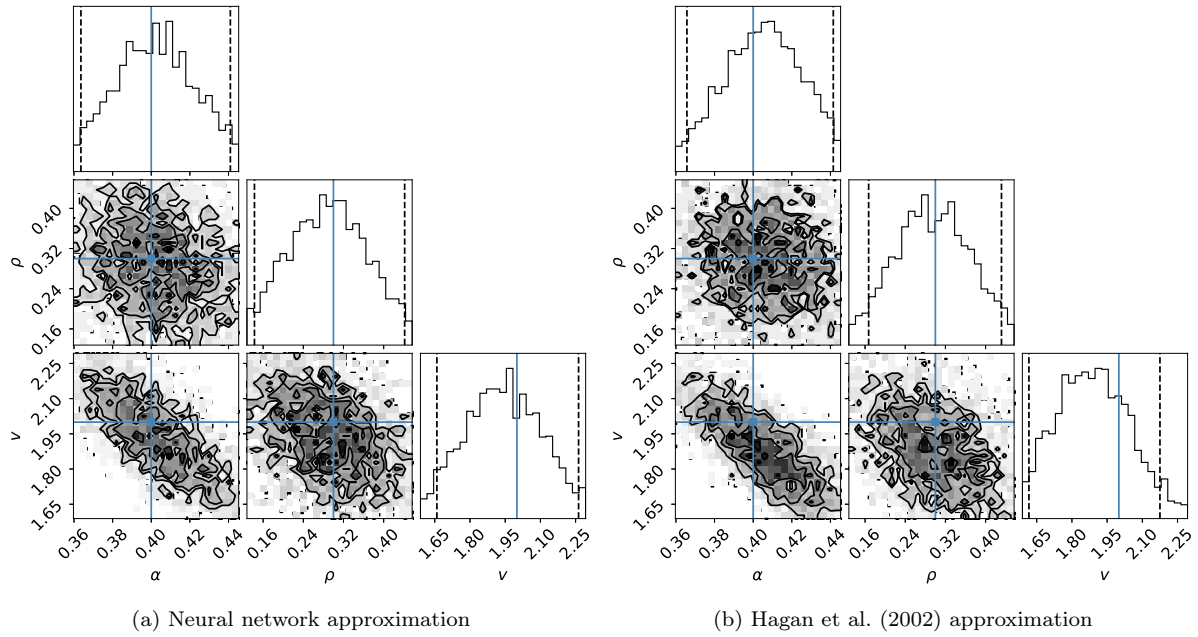 ρ
0.40
0.32
0.24
0.16
v
2.25
2.10
1.95
1.80
1.65
0.36 0.38 0.40 0.42 0.44
α
0.16 0.24 0.32 0.40
ρ
1.65 1.80 1.95 2.10 2.25
v
(a) Neural network approximation
ρ
0.40
0.32
0.24
0.16
v
2.25
2.10
1.95
1.80
1.65
0.36 0.38 0.40 0.42 0.44
α
0.16 0.24 0.32 0.40
ρ
1.65 1.80 1.95 2.10 2.25
v
(b) Hagan et al. (2002) approximation